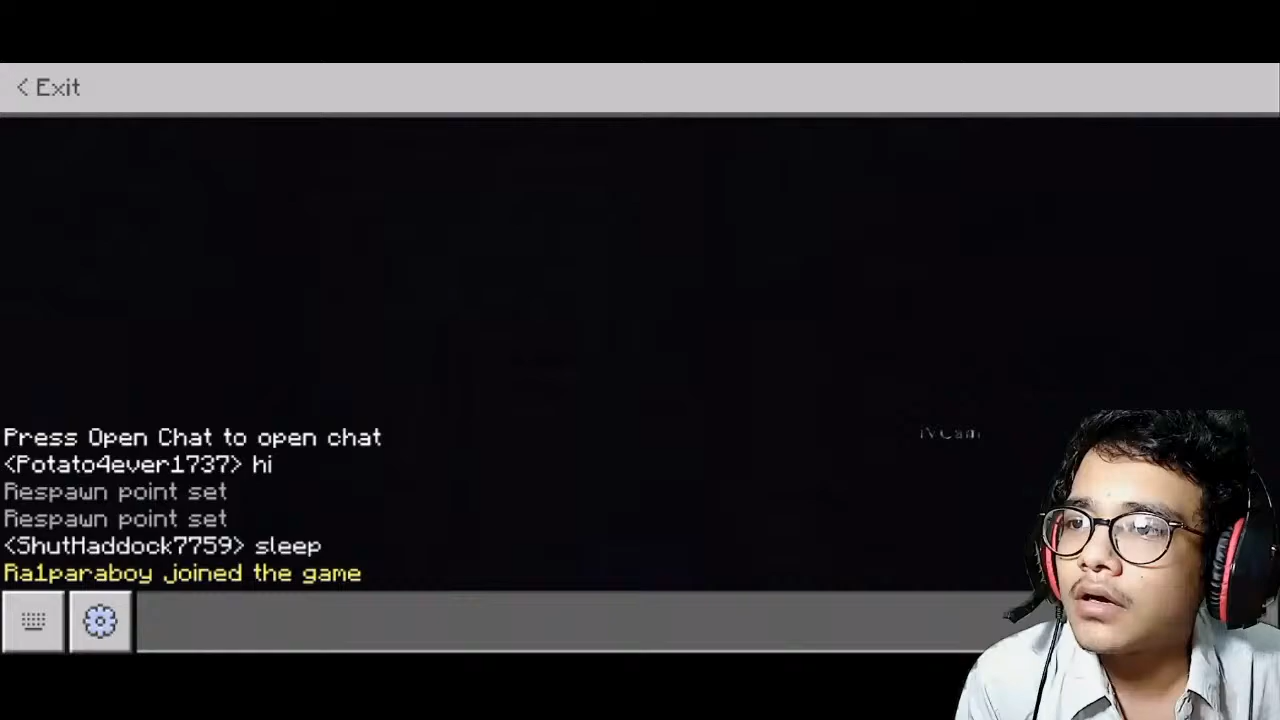 < Exit
Press Open Chat to open chat
<Potato4ever1737> hi
Respawn point set
Respawn point set
<ShutHaddock7759> sleep
Ra1paraboy joined the game
iVCam